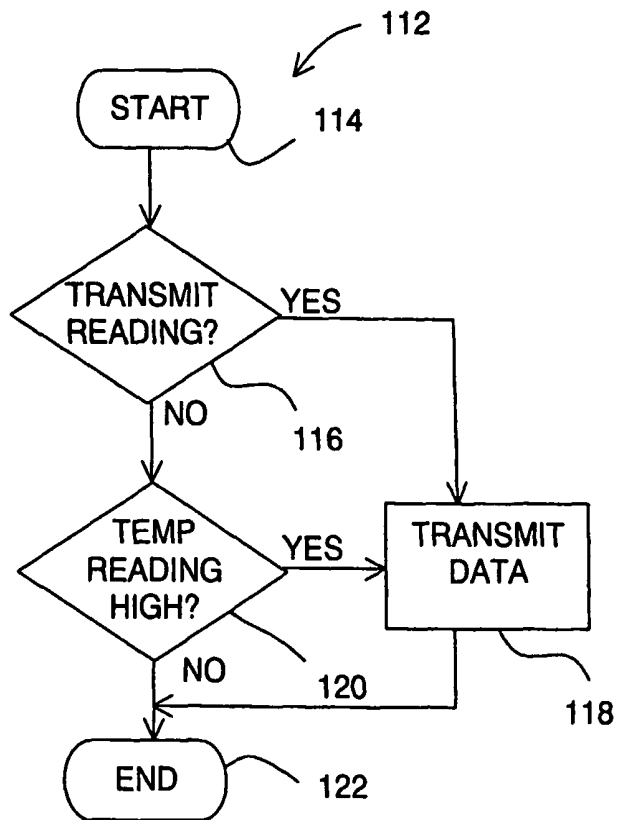 112
START
114
TRANSMIT
READING?
YES
NO
116
TEMP
READING
HIGH?
YES
TRANSMIT
DATA
NO
120
118
END
122